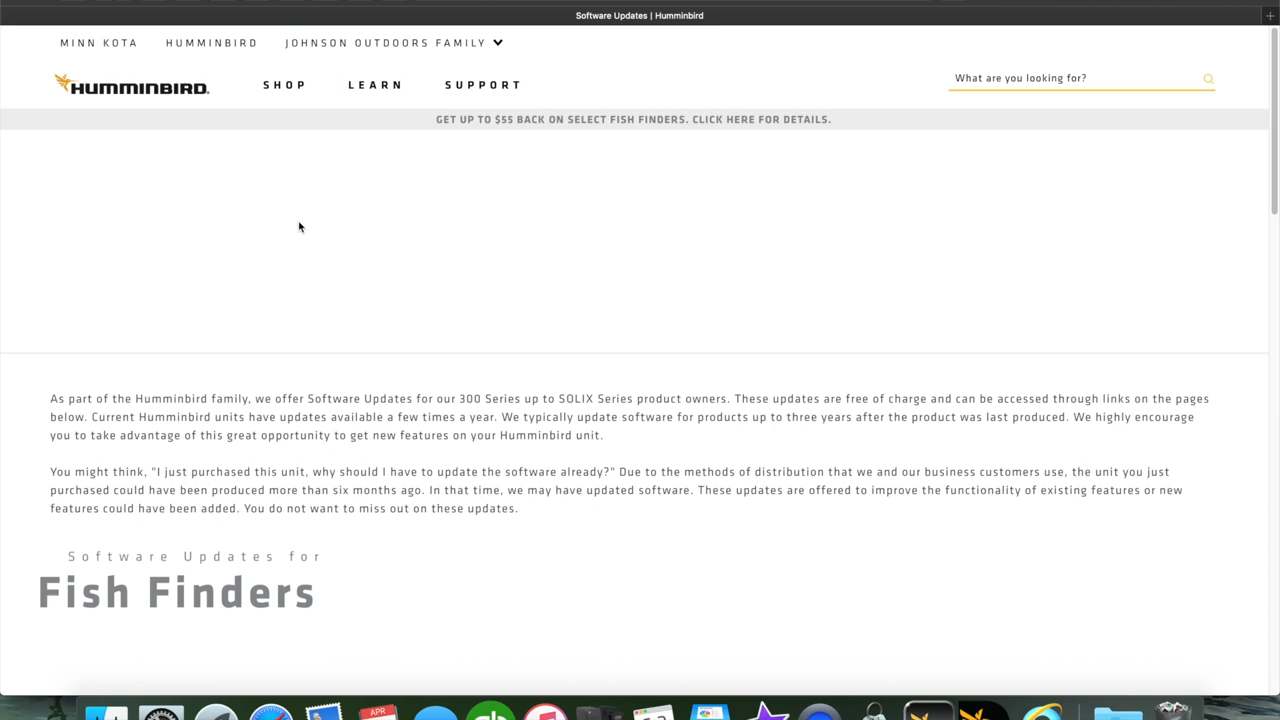 Software Updates | Humminbird
MINN KOTA HUMMINBIRD JOHNSON OUTDOORS FAMILY
HUMMINBIRD. SHOP LEARN SUPPORT What are you looking for?
GET UP TO $55 BACK ON SELECT FISH FINDERS. CLICK HERE FOR DETAILS.
As part of the Humminbird family, we offer Software Updates for our 300 Series up to SOLIX Series product owners. These updates are free of charge and can be accessed through links on the pages
below. Current Humminbird units have updates available a few times a year. We typically update software for products up to three years after the product was last produced. We highly encourage
you to take advantage of this great opportunity to get new features on your Humminbird unit.
You might think, "I just purchased this unit, why should I have to update the software already?" Due to the methods of distribution that we and our business customers use, the unit you just
purchased could have been produced more than six months ago. In that time, we may have updated software. These updates are offered to improve the functionality of existing features or new
features could have been added. You do not want to miss out on these updates.
Software Updates for
Fish Finders
APR